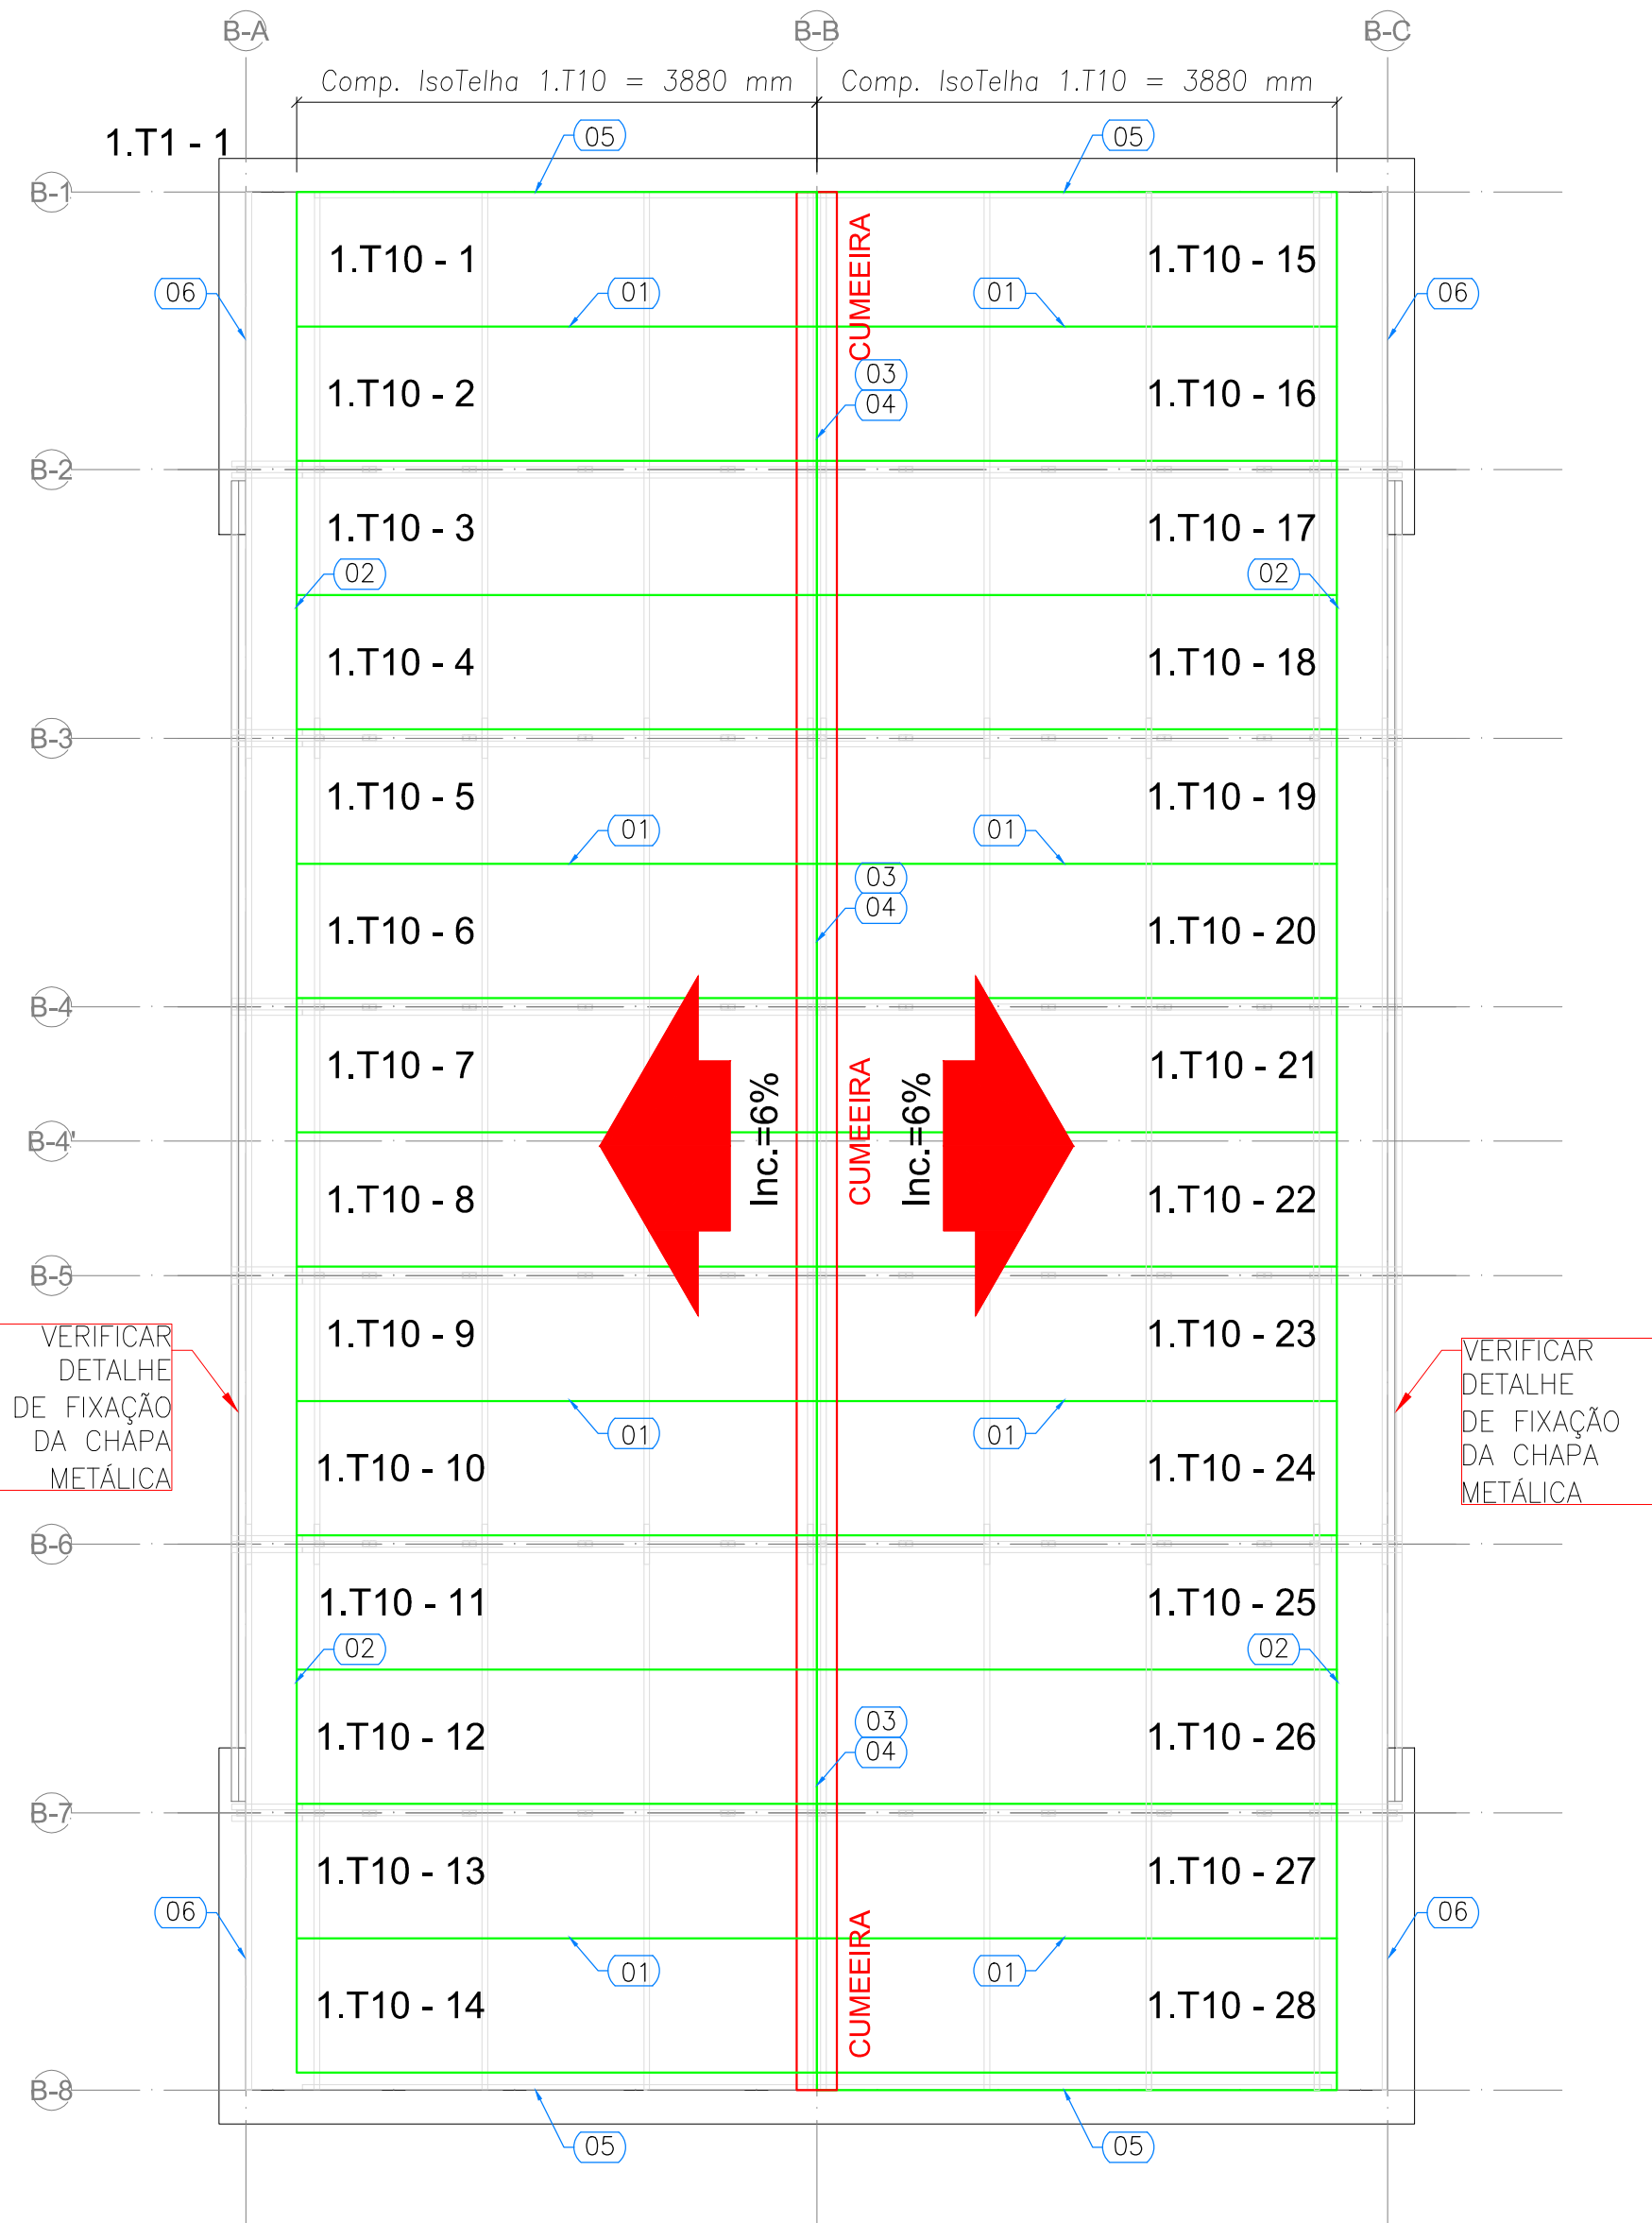 B-A B-B B-C
Comp. IsoTelha 1.T10 = 3880 mm Comp. IsoTelha 1.T10 = 3880 mm
1.T1 - 1
05 05
B-1
CUMEEIRA
1.T10 - 1 1.T10 - 15
06 01 01 06
03
1.T10 - 2 1.T10 - 16
04
B-2
1.T10 - 3 1.T10 - 17
02 02
1.T10 - 4 1.T10 - 18
B-3
1.T10 - 5 1.T10 - 19
01 01
03
04
1.T10 - 6 1.T10 - 20
B-4
1.T10 - 7 1.T10 - 21
Inc.=6% CUMEEIRA Inc.=6%
B-4'
1.T10 - 8 1.T10 - 22
B-5
1.T10 - 9 1.T10 - 23
VERIFICAR
DETALHE
DE FIXAÇÃO
DA CHAPA
METÁLICA
VERIFICAR
DETALHE
DE FIXAÇÃO
DA CHAPA
METÁLICA
01 01
1.T10 - 10 1.T10 - 24
B-6
1.T10 - 11 1.T10 - 25
02 02
03
1.T10 - 12 1.T10 - 26
04
B-7
1.T10 - 13 1.T10 - 27
06 06
CUMEEIRA
01 01
1.T10 - 14 1.T10 - 28
B-8
05 05